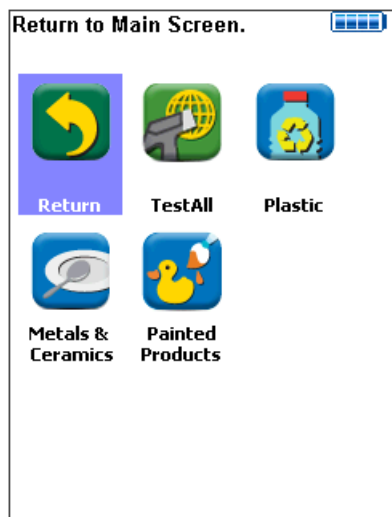 Return to Main Screen.
Return
TestAll
Plastic
Metals &
Ceramics
Painted
Products